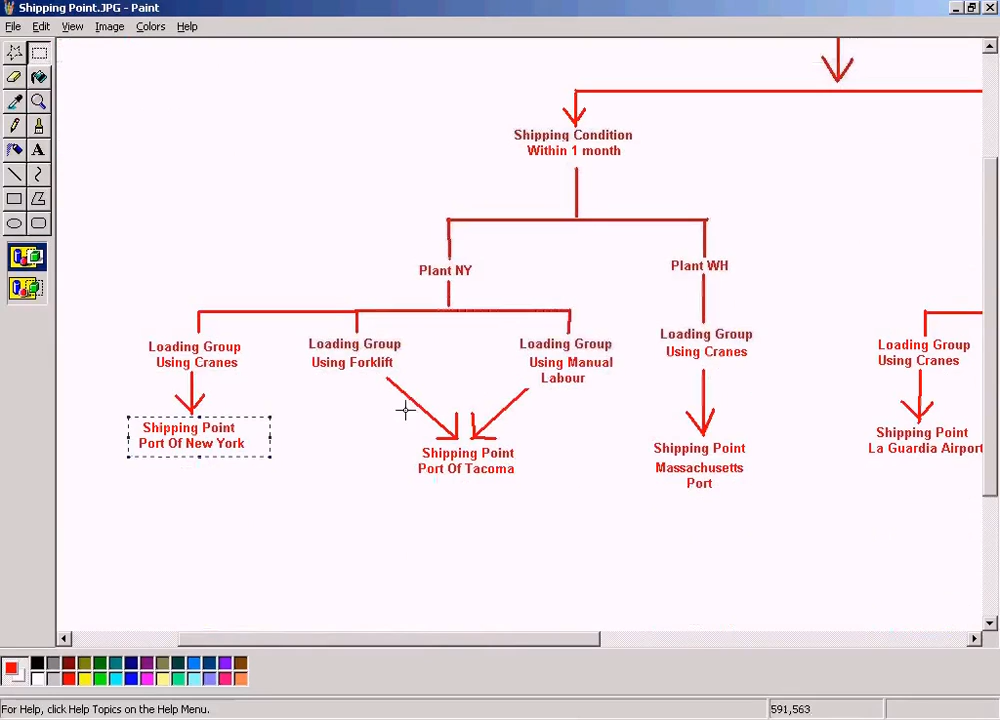 Shipping Point.JPG - Paint
File Edit View Image Colors Help
Shipping Condition
Within 1 month
Plant NY
Plant WH
Loading Group
Using Cranes
Loading Group
Using Forklift
Loading Group
Using Manual
Labour
Loading Group
Using Cranes
Loading Group
Using Cranes
Shipping Point
Port Of New York
Shipping Point
Port Of Tacoma
Shipping Point
Massachusetts
Port
Shipping Point
La Guardia Airport
For Help, click Help Topics on the Help Menu.
591,563